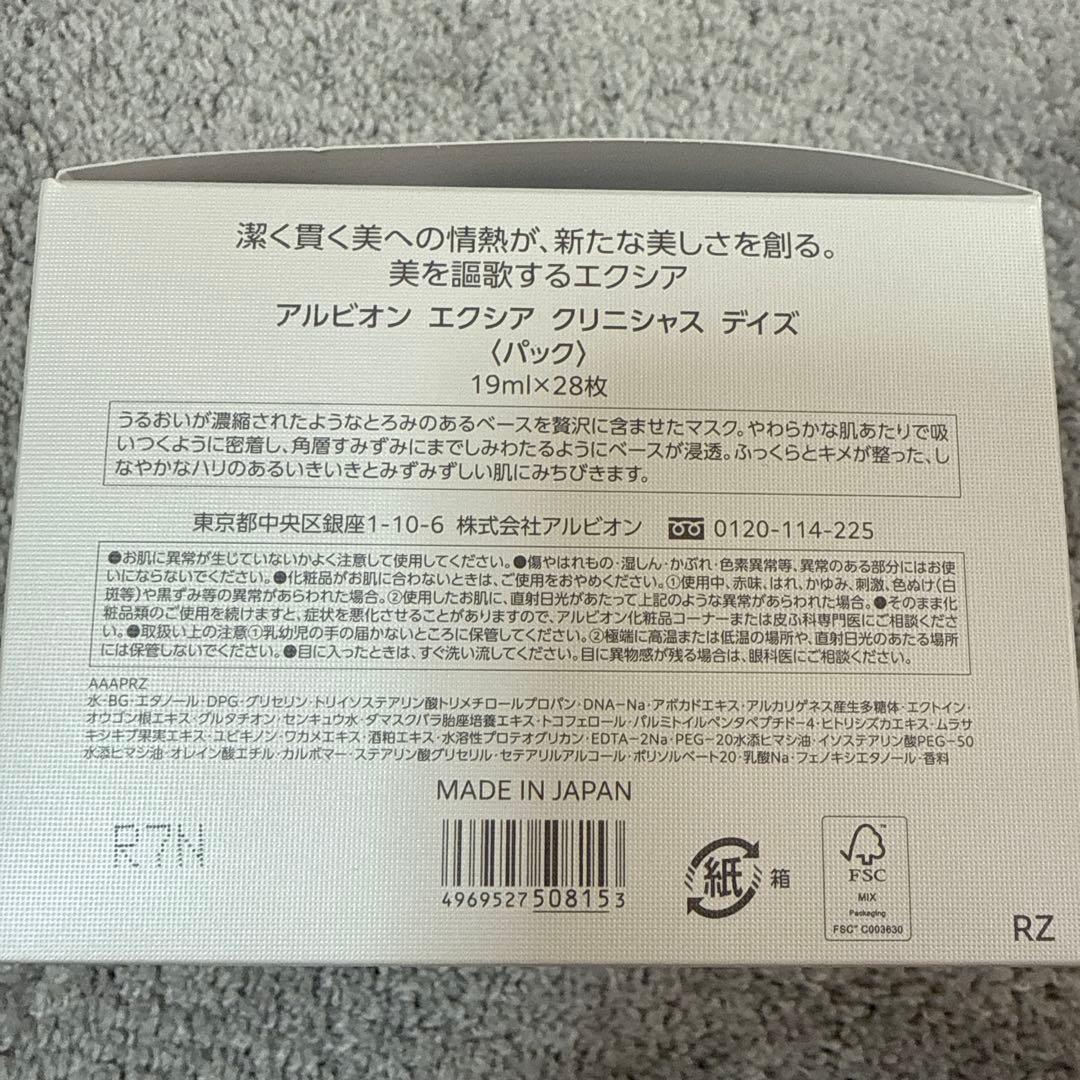 潔く貫く美への情熱が、新たな美しさを創る。
美を謳歌するエクシア
アルビオン エクシア クリニシャス デイズ
〈パック〉
19ml×28枚
うるおいが濃縮されたようなとろみのあるベースを贅沢に含ませたマスク。やわらかな肌あたりで吸
いつくように密着し、角層すみずみにまでしみわたるようにベースが浸透。ふっくらとキメが整った、し
なやかなハリのあるいきいきとみずみずしい肌にみちびきます。
東京都中央区銀座1-10-6 株式会社アルビオン 0120-114-225
●お肌に異常が生じていないかよく注意して使用してください。●傷やはれもの・湿しん・かぶれ・色素異常等、異常のある部分にはお使
いにならないでください。●化粧品がお肌に合わないときは、ご使用をおやめください。①使用中、赤味、はれ、かゆみ、刺激、色ぬけ(白
斑等)や黒ずみ等の異常があらわれた場合。②使用したお肌に、直射日光があたって上記のような異常があらわれた場合。●そのまま化
粧品類のご使用を続けますと、症状を悪化させることがありますので、アルビオン化粧品コーナーまたは皮ふ科専門医にご相談くださ
い。●取扱い上の注意①乳幼児の手の届かないところに保管してください。②極端に高温または低温の場所や、直射日光のあたる場所
には保管しないでください。●目に入ったときは、すぐ洗い流してください。目に異物感が残る場合は、眼科医にご相談ください。
AAAPRZ
水・BG・エタノール・DPG・グリセリン・トリイソステアリン酸トリメチロールプロパン・DNA-Na・アボカドエキス・アルカリゲネス産生多糖体・エクトイン・
オウゴン根エキス・グルタチオン・センキュウ水・ダマスクバラ胎座培養エキス・トコフェロール・パルミトイルペンタペプチド-4・ヒトリシズカエキス・ムラサ
キシキブ果実エキス・ユビキノン・ワカメエキス・酒粕エキス・水溶性プロテオグリカン・EDTA-2Na・PEG-20水添ヒマシ油・イソステアリン酸PEG-50
水添ヒマシ油・オレイン酸エチル・カルボマー・ステアリン酸グリセリル・セテアリルアルコール・ポリソルベート20・乳酸Na・フェノキシエタノール・香料
MADE IN JAPAN
R7N
4969527508153
紙 箱
FSC
MIX
Packaging
FSC® C003630
RZ